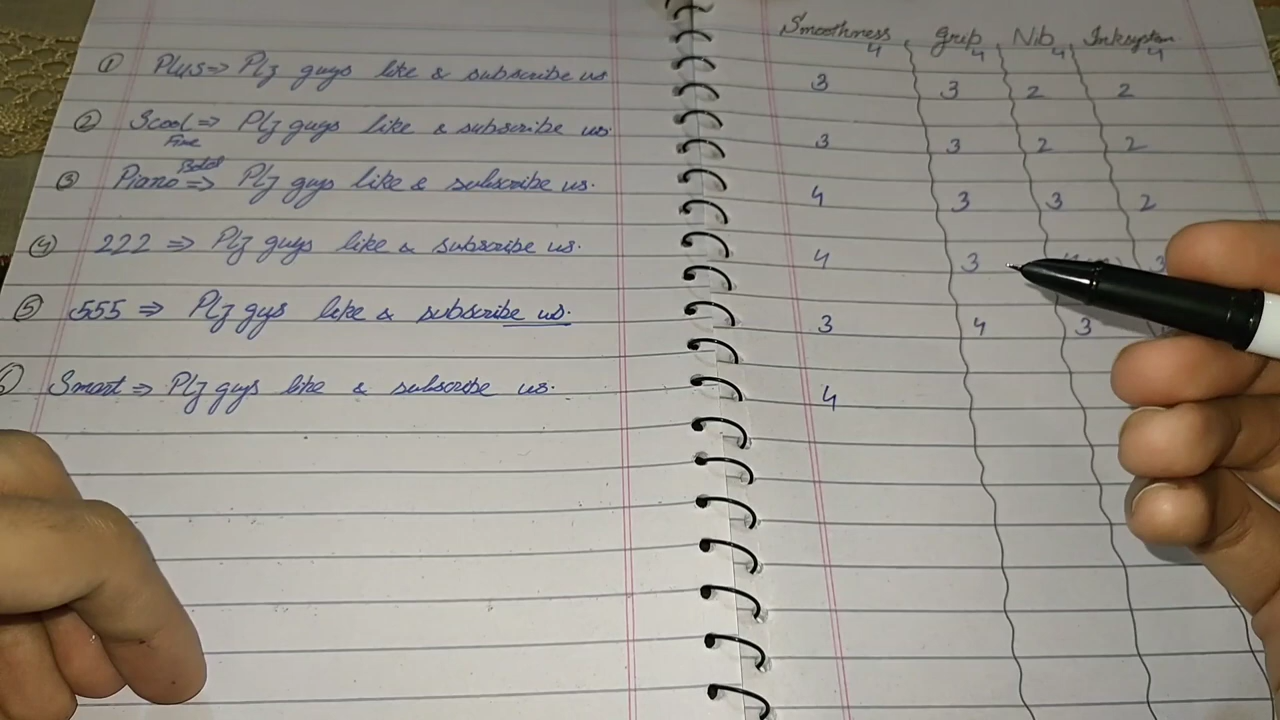 ① Plus ⇒ Plz guys like & subscribe us
② Scool ⇒ Plz guys like & subscribe us.
Fine
Bold
③ Piano ⇒ Plz guys like & subscribe us.
④ 222 ⇒ Plz guys like & subscribe us.
⑤ 555 ⇒ Plz gys like & subscribe us.
⑥ Smart ⇒ Plz guys like & subscribe us.
Smoothness grip Nib Inksystem
4 4 4 4
3 3 2 2
3 3 2 2
4 3 3 2
4 3 3
3 4 3
4